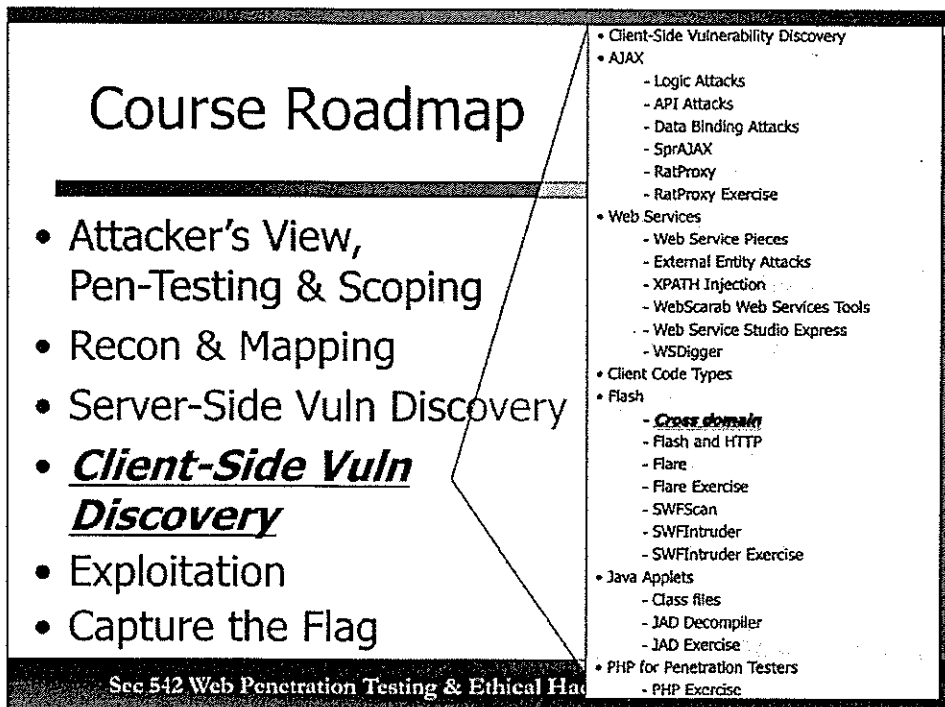 Course Roadmap
• Attacker's View,
Pen-Testing & Scoping
• Recon & Mapping
• Server-Side Vuln Discovery
• Client-Side Vuln
Discovery
• Exploitation
• Capture the Flag
Sec 542 Web Penetration Testing & Ethical Hac
• Client-Side Vulnerability Discovery
• AJAX
- Logic Attacks
- API Attacks
- Data Binding Attacks
- SprAJAX
- RatProxy
- RatProxy Exercise
• Web Services
- Web Service Pieces
- External Entity Attacks
- XPATH Injection
- WebScarab Web Services Tools
- Web Service Studio Express
- WSDigger
• Client Code Types
• Flash
- Cross domain
- Flash and HTTP
- Flare
- Flare Exercise
- SWFScan
- SWFIntruder
- SWFIntruder Exercise
• Java Applets
- Class files
- JAD Decompiler
- JAD Exercise
• PHP for Penetration Testers
- PHP Exercise